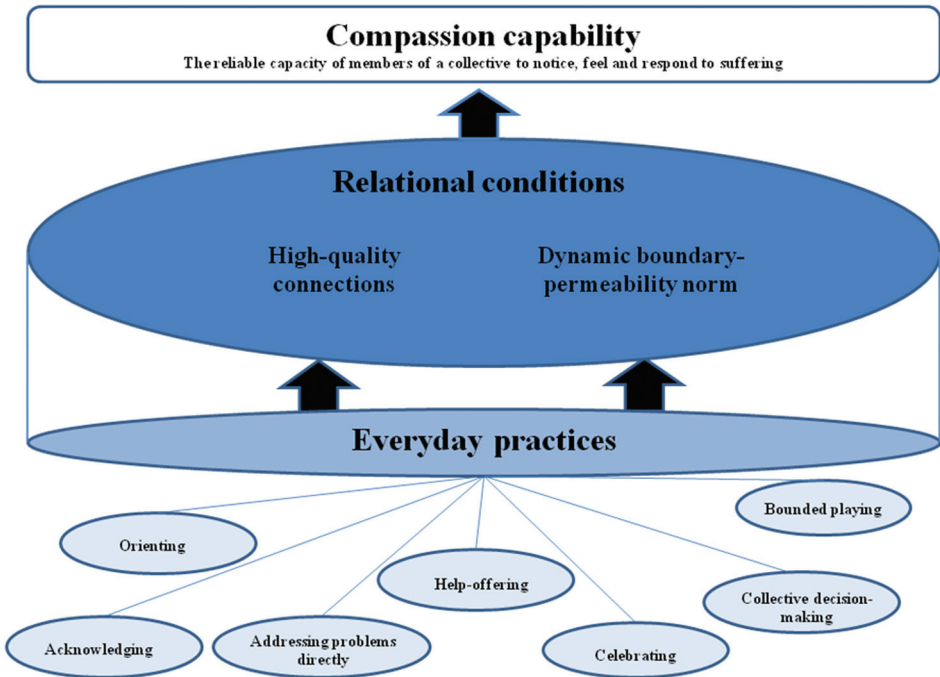 Compassion capability
The reliable capacity of members of a collective to notice, feel and respond to suffering
Relational conditions
High-quality
connections
Dynamic boundary-
permeability norm
Everyday practices
Bounded playing
Orienting
Help-offering
Collective decision-
making
Acknowledging
Addressing problems
directly
Celebrating